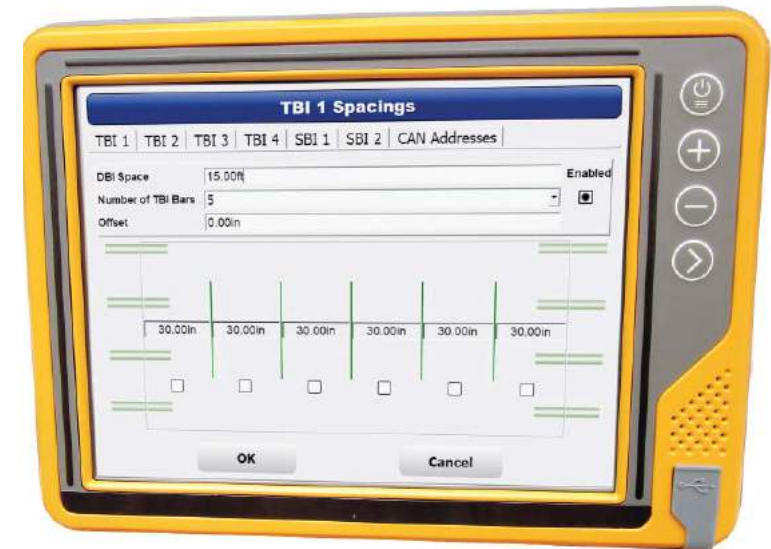 TBI 1 Spacings
TBI 1 TBI 2 TBI 3 TBI 4 SBI 1 SBI 2 CAN Addresses
DBI Space 15.00ft Enabled
Number of TBI Bars 5
Offset 0.00in
30.00in 30.00in 30.00in 30.00in 30.00in 30.00in
OK Cancel